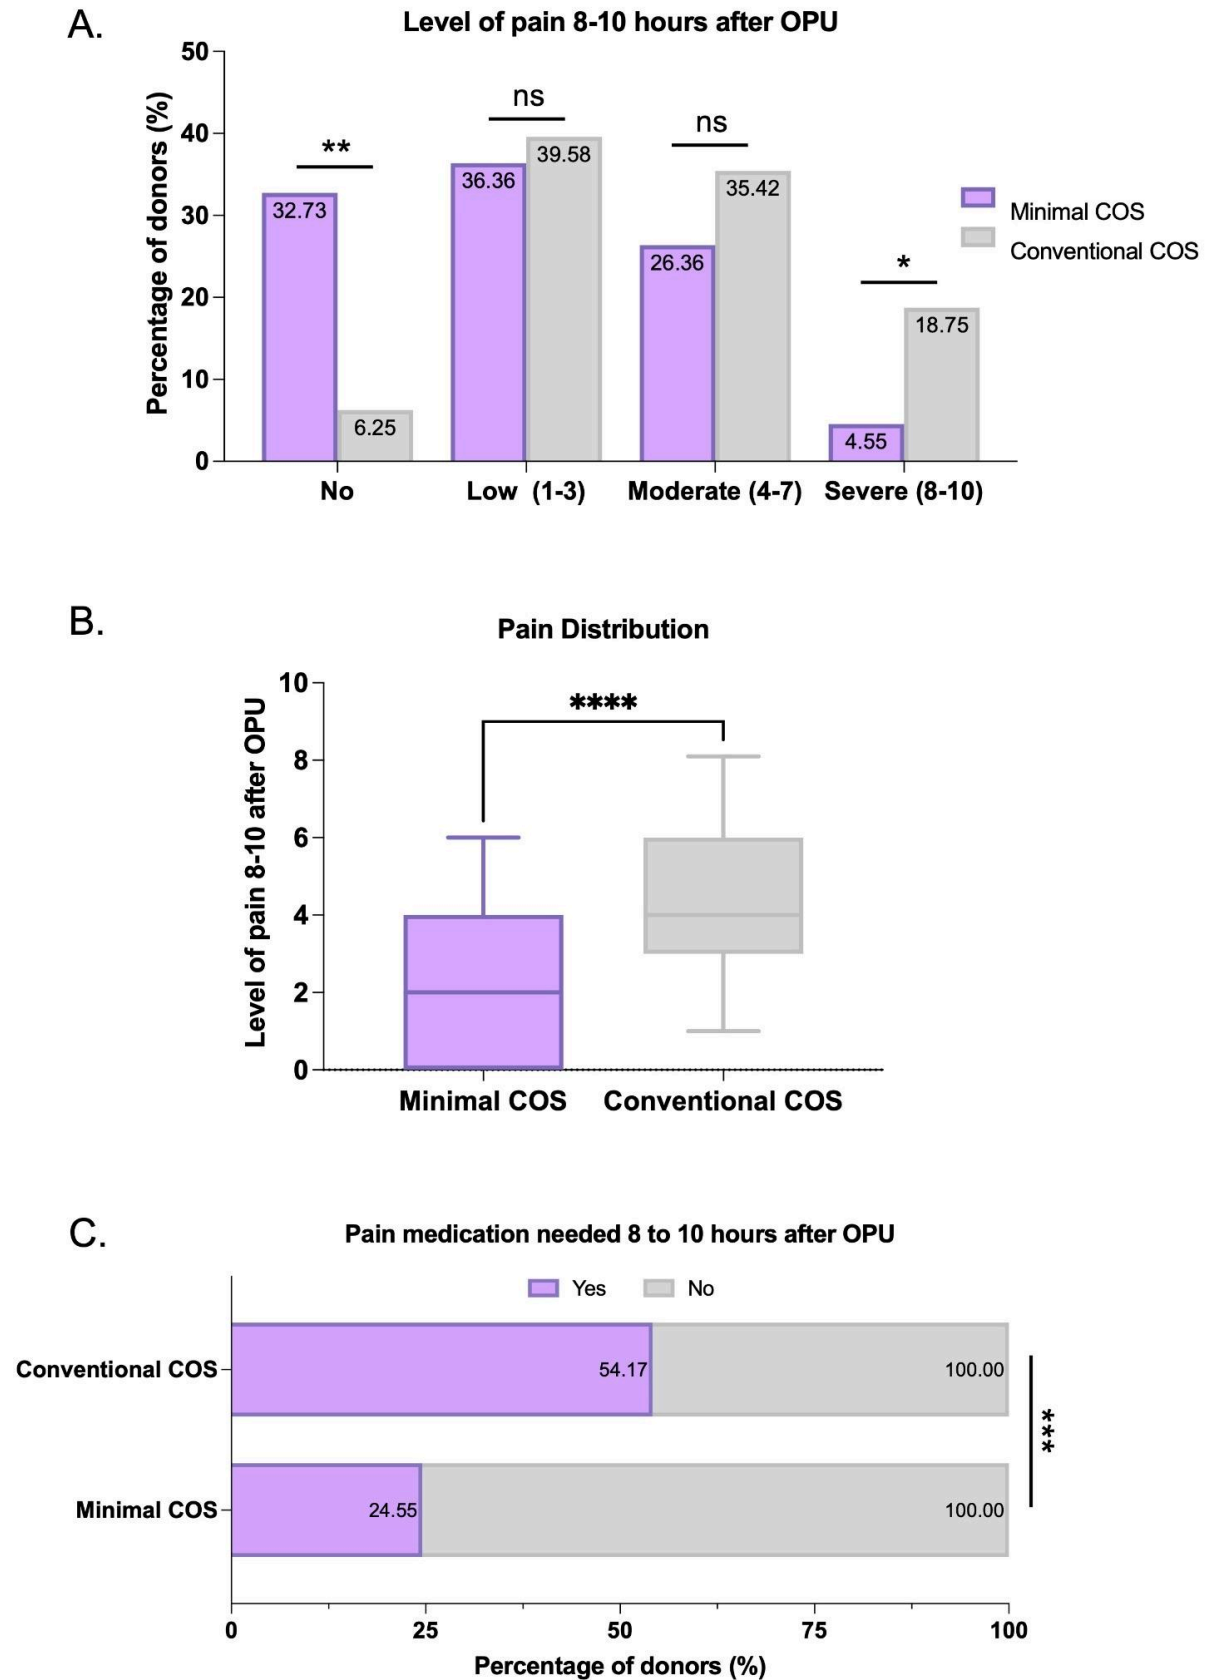 A.
Level of pain 8-10 hours after OPU
Percentage of donors (%)
50
40
30
20
10
0
**
ns
ns
*
32.73
6.25
36.36
39.58
26.36
35.42
4.55
18.75
No
Low (1-3)
Moderate (4-7)
Severe (8-10)
Minimal COS
Conventional COS
B.
Pain Distribution
Level of pain 8-10 after OPU
10
8
6
4
2
0
****
Minimal COS
Conventional COS
C.
Pain medication needed 8 to 10 hours after OPU
Yes
No
Conventional COS
54.17
100.00
Minimal COS
24.55
100.00
***
0
25
50
75
100
Percentage of donors (%)